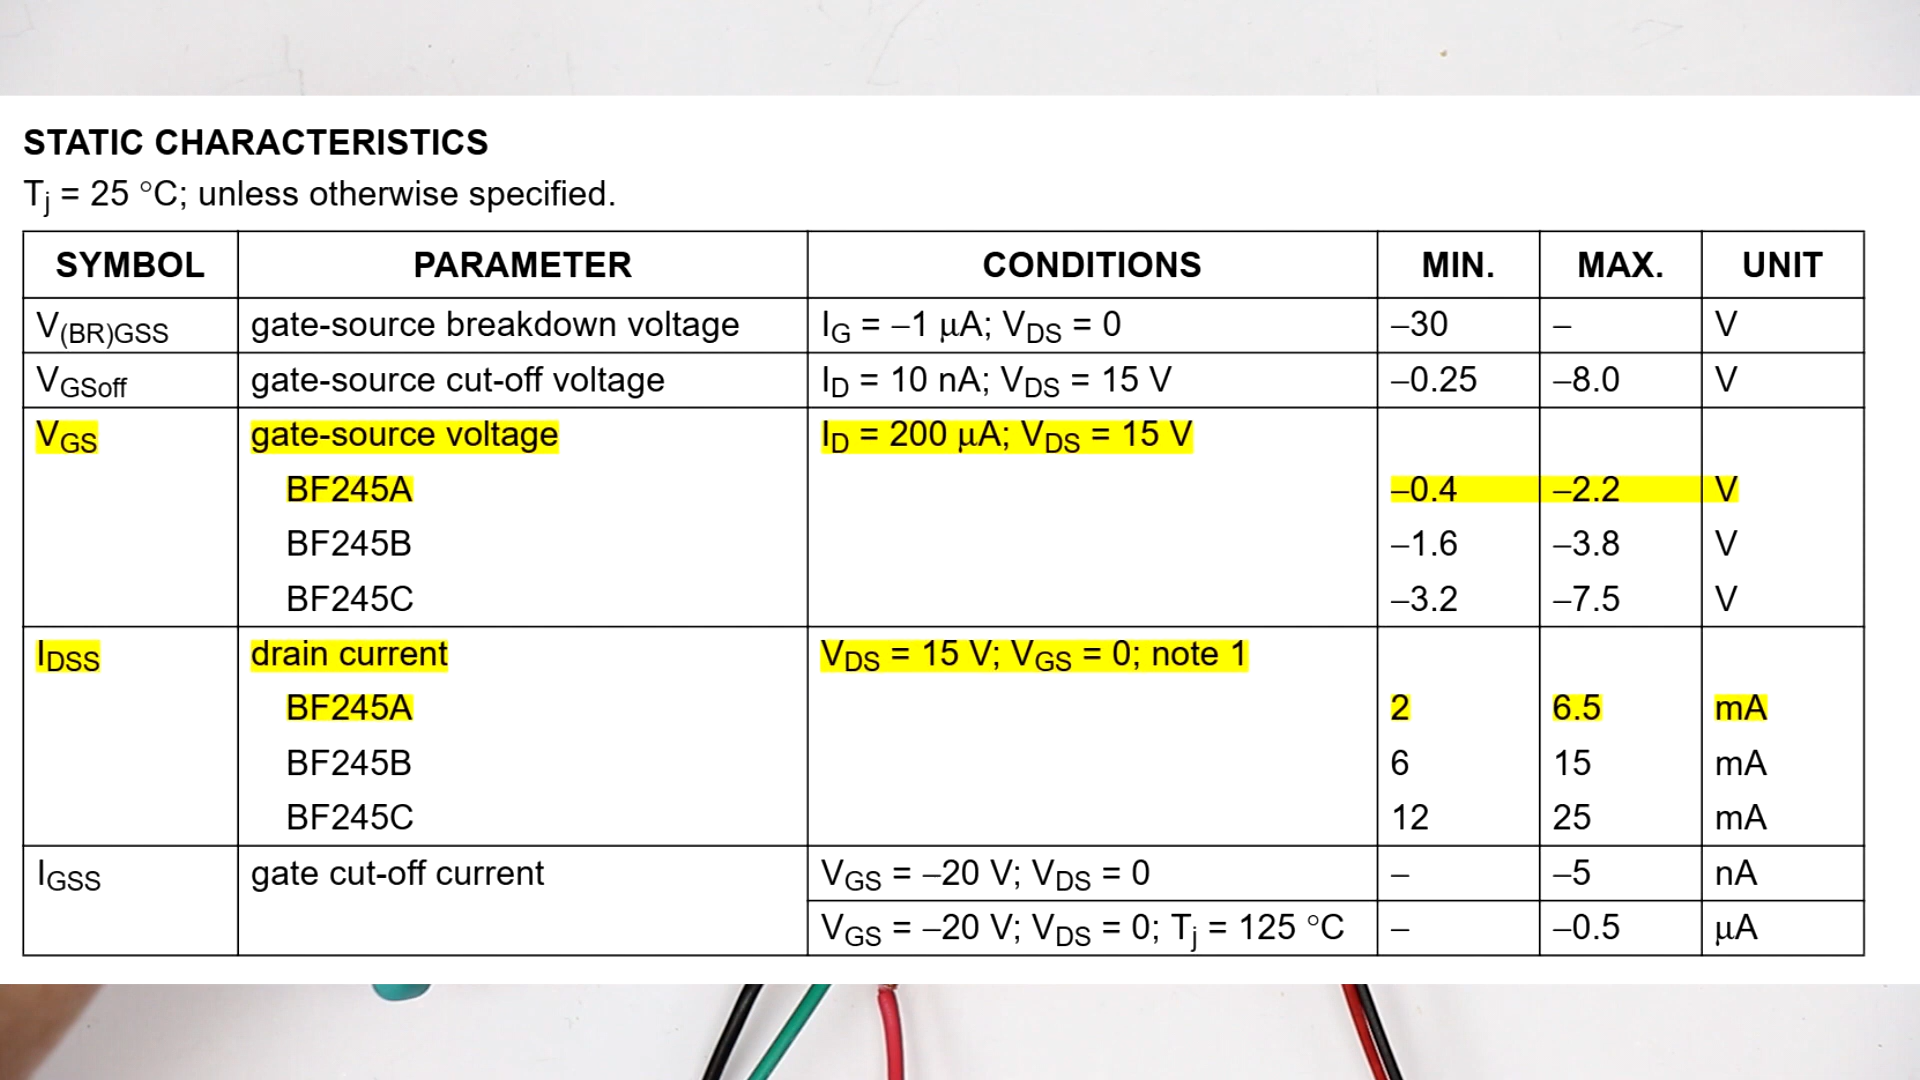 STATIC CHARACTERISTICS
Tj = 25 °C; unless otherwise specified.
SYMBOL PARAMETER CONDITIONS MIN. MAX. UNIT
V(BR)GSS gate-source breakdown voltage IG = –1 μA; VDS = 0 –30 – V
VGSoff gate-source cut-off voltage ID = 10 nA; VDS = 15 V –0.25 –8.0 V
VGS gate-source voltage ID = 200 μA; VDS = 15 V
BF245A –0.4 –2.2 V
BF245B –1.6 –3.8 V
BF245C –3.2 –7.5 V
IDSS drain current VDS = 15 V; VGS = 0; note 1
BF245A 2 6.5 mA
BF245B 6 15 mA
BF245C 12 25 mA
IGSS gate cut-off current VGS = –20 V; VDS = 0 – –5 nA
VGS = –20 V; VDS = 0; Tj = 125 °C – –0.5 μA